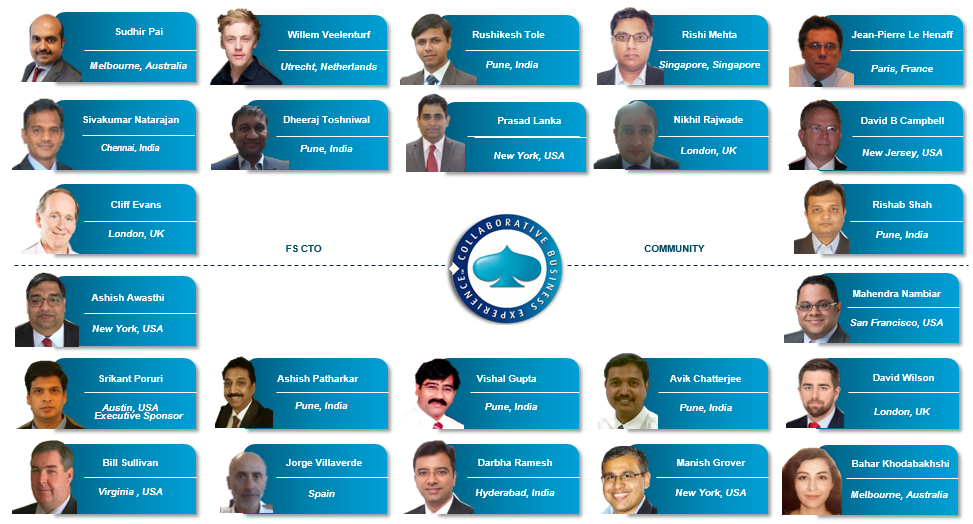 Sudhir Pai
Melbourne, Australia
Willem Veelenturf
Utrecht, Netherlands
Rushikesh Tole
Pune, India
Rishi Mehta
Singapore, Singapore
Jean-Pierre Le Henaff
Paris, France
Sivakumar Natarajan
Chennai, India
Dheeraj Toshniwal
Pune, India
Prasad Lanka
New York, USA
Nikhil Rajwade
London, UK
David B Campbell
New Jersey, USA
Cliff Evans
London, UK
Rishab Shah
Pune, India
FS CTO
COLLABORATIVE BUSINESS EXPERIENCE™
COMMUNITY
Ashish Awasthi
New York, USA
Mahendra Nambiar
San Francisco, USA
Srikant Poruri
Austin, USA
Executive Sponsor
Ashish Patharkar
Pune, India
Vishal Gupta
Pune, India
Avik Chatterjee
Pune, India
David Wilson
London, UK
Bill Sullivan
Virginia , USA
Jorge Villaverde
Spain
Darbha Ramesh
Hyderabad, India
Manish Grover
New York, USA
Bahar Khodabakhshi
Melbourne, Australia